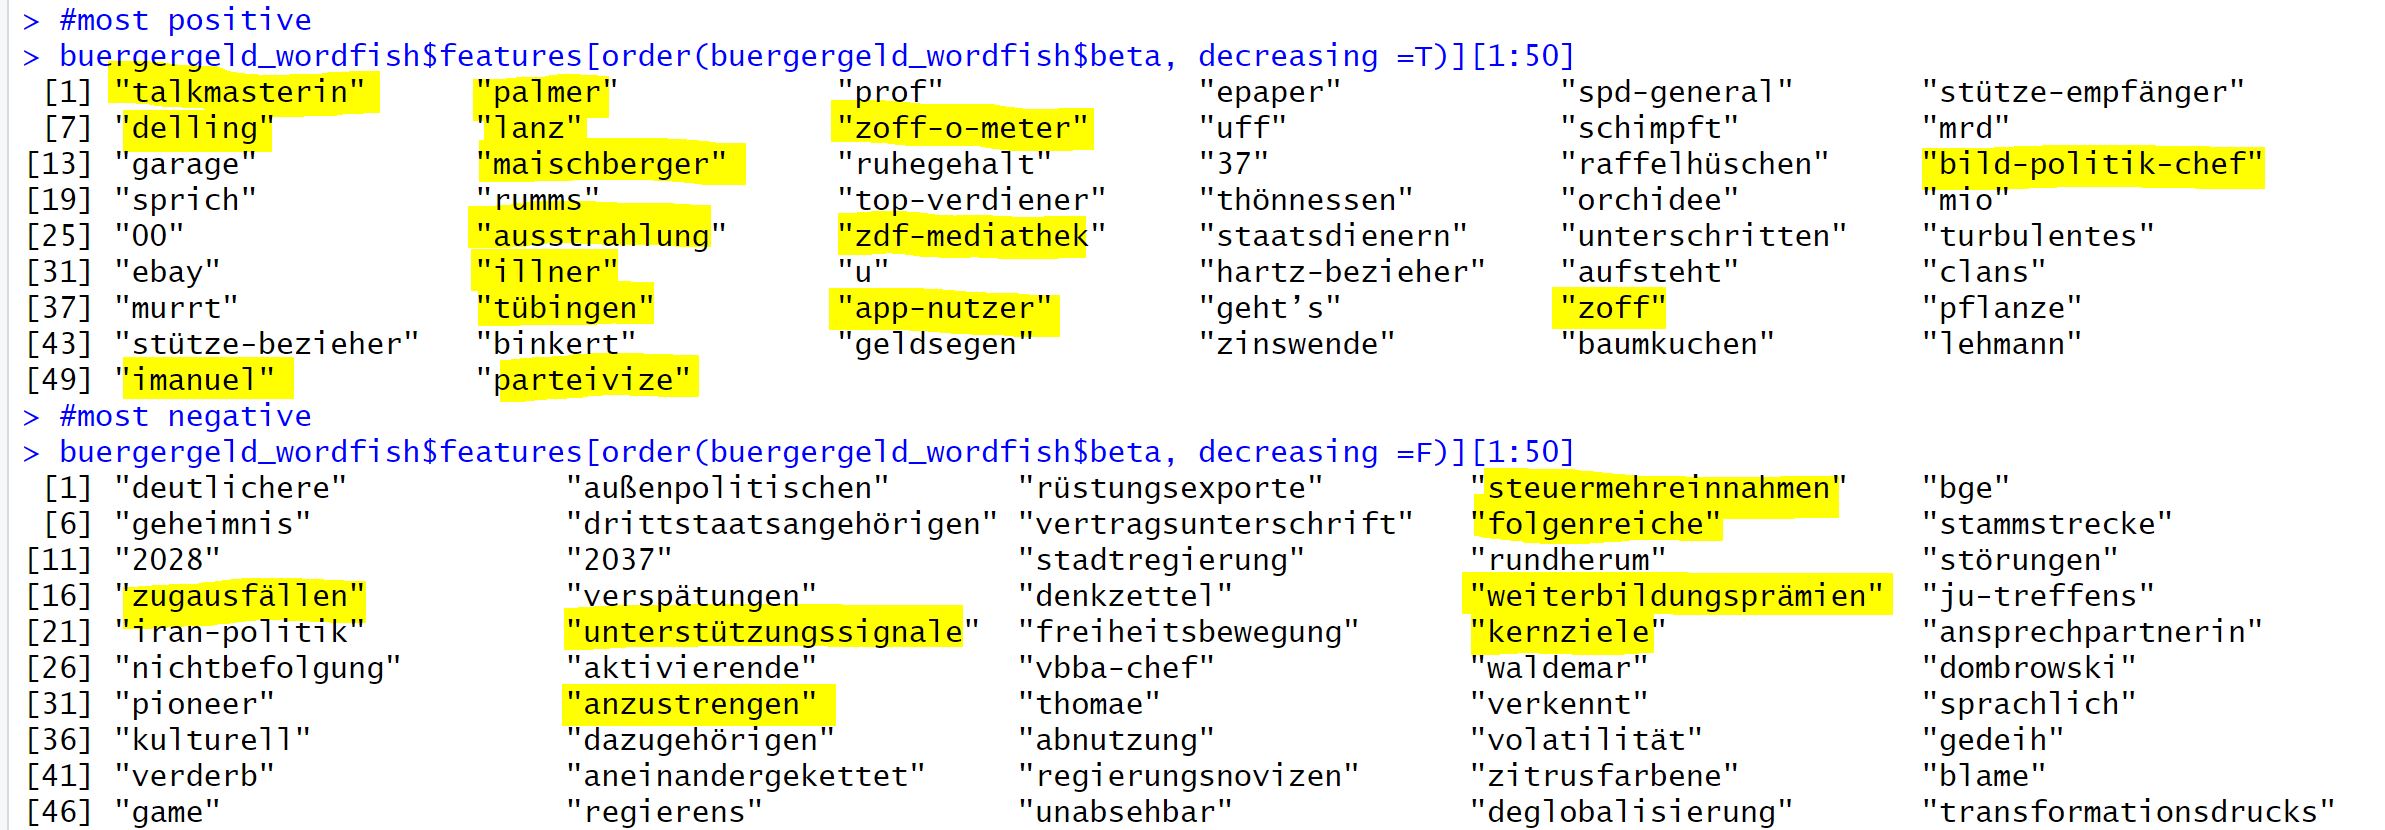 > #most positive
> buergergeld_wordfish$features[order(buergergeld_wordfish$beta, decreasing =T)][1:50]
[1] "talkmasterin" "palmer" "prof" "epaper" "spd-general" "stütze-empfänger"
[7] "delling" "lanz" "zoff-o-meter" "uff" "schimpft" "mrd"
[13] "garage" "maischberger" "ruhegehalt" "37" "raffelhüschen" "bild-politik-chef"
[19] "sprich" "rumms" "top-verdiener" "thönnessen" "orchidee" "mio"
[25] "00" "ausstrahlung" "zdf-mediathek" "staatsdienern" "unterschritten" "turbulentes"
[31] "ebay" "illner" "u" "hartz-bezieher" "aufsteht" "clans"
[37] "murrt" "tübingen" "app-nutzer" "geht’s" "zoff" "pflanze"
[43] "stütze-bezieher" "binkert" "geldsegen" "zinswende" "baumkuchen" "lehmann"
[49] "imanuel" "parteivize"
> #most negative
> buergergeld_wordfish$features[order(buergergeld_wordfish$beta, decreasing =F)][1:50]
[1] "deutlichere" "außenpolitischen" "rüstungsexporte" "steuermehreinnahmen" "bge"
[6] "geheimnis" "drittstaatsangehörigen" "vertragsunterschrift" "folgenreiche" "stammstrecke"
[11] "2028" "2037" "stadtregierung" "rundherum" "störungen"
[16] "zugausfällen" "verspätungen" "denkzettel" "weiterbildungsprämien" "ju-treffens"
[21] "iran-politik" "unterstützungssignale" "freiheitsbewegung" "kernziele" "ansprechpartnerin"
[26] "nichtbefolgung" "aktivierende" "vbba-chef" "waldemar" "dombrowski"
[31] "pioneer" "anzustrengen" "thomae" "verkennt" "sprachlich"
[36] "kulturell" "dazugehörigen" "abnutzung" "volatilität" "gedeih"
[41] "verderb" "aneinandergekettet" "regierungsnovizen" "zitrusfarbene" "blame"
[46] "game" "regierens" "unabsehbar" "deglobalisierung" "transformationsdrucks"